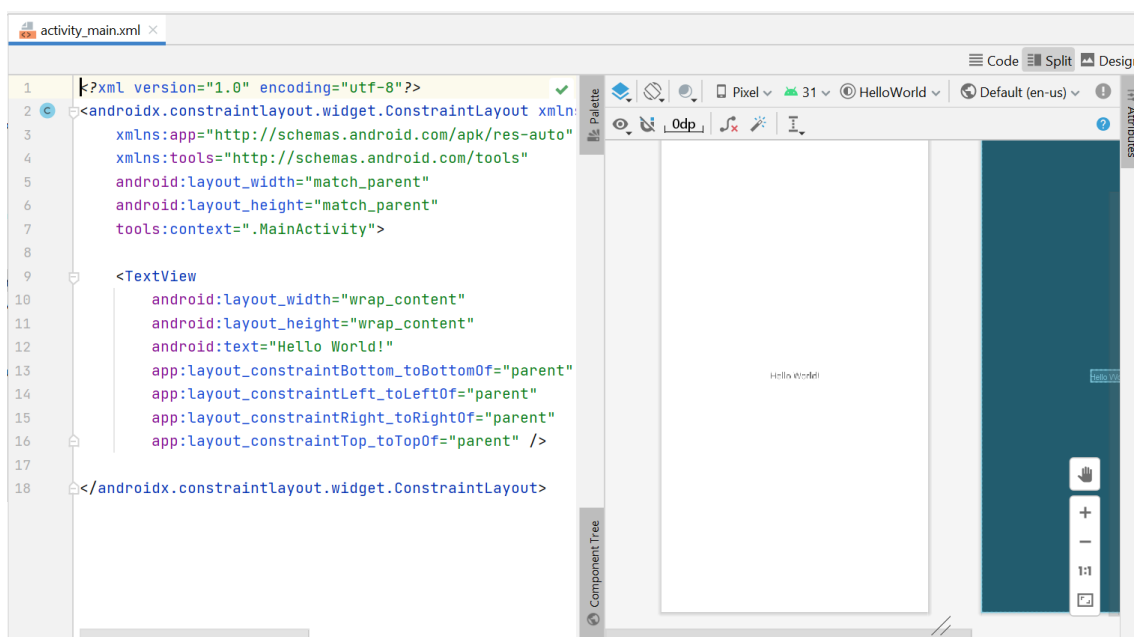 activity_main.xml
Code Split Desig
1 <?xml version="1.0" encoding="utf-8"?>
2 <androidx.constraintlayout.widget.ConstraintLayout xmln
3 xmlns:app="http://schemas.android.com/apk/res-auto"
4 xmlns:tools="http://schemas.android.com/tools"
5 android:layout_width="match_parent"
6 android:layout_height="match_parent"
7 tools:context=".MainActivity">
8
9 <TextView
10 android:layout_width="wrap_content"
11 android:layout_height="wrap_content"
12 android:text="Hello World!"
13 app:layout_constraintBottom_toBottomOf="parent"
14 app:layout_constraintLeft_toLeftOf="parent"
15 app:layout_constraintRight_toRightOf="parent"
16 app:layout_constraintTop_toTopOf="parent" />
17
18 </androidx.constraintlayout.widget.ConstraintLayout>
Palette
Component Tree
Pixel 31 HelloWorld Default (en-us)
0dp
Hello World!
Hello Wo
1:1
Attributes